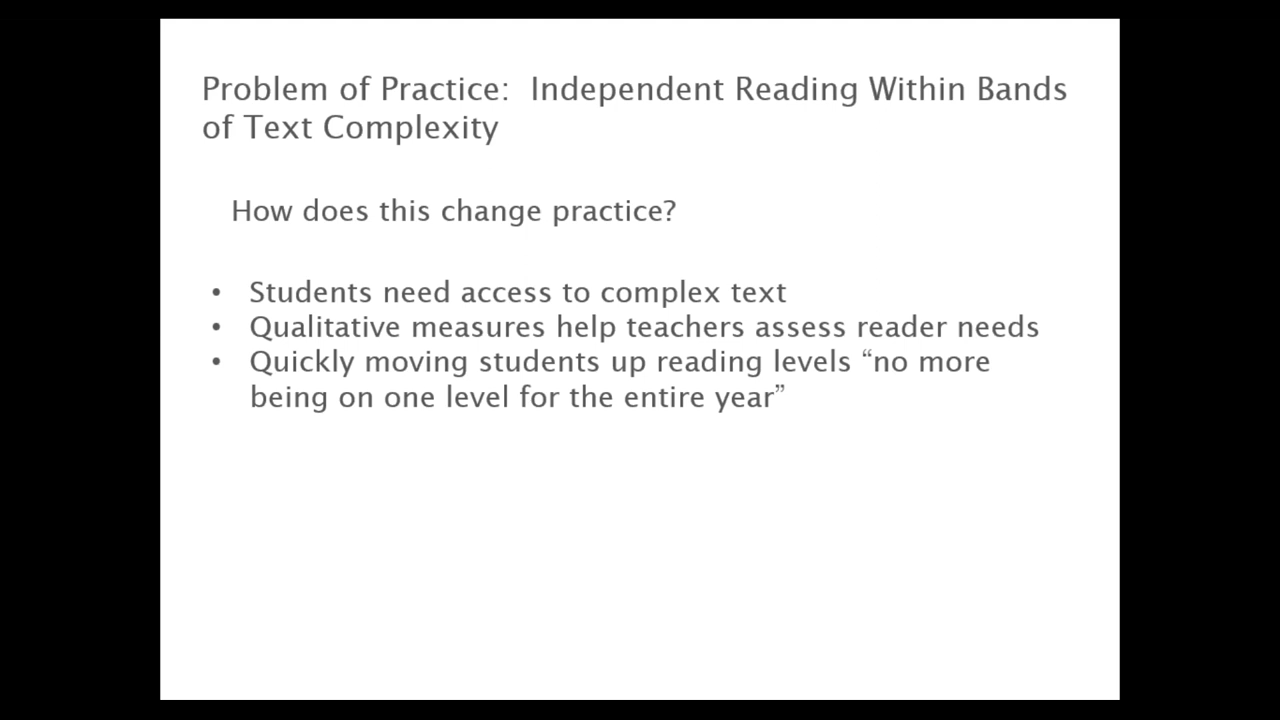 Problem of Practice:  Independent Reading Within Bands
of Text Complexity
How does this change practice?
• Students need access to complex text
• Qualitative measures help teachers assess reader needs
• Quickly moving students up reading levels “no more
being on one level for the entire year”